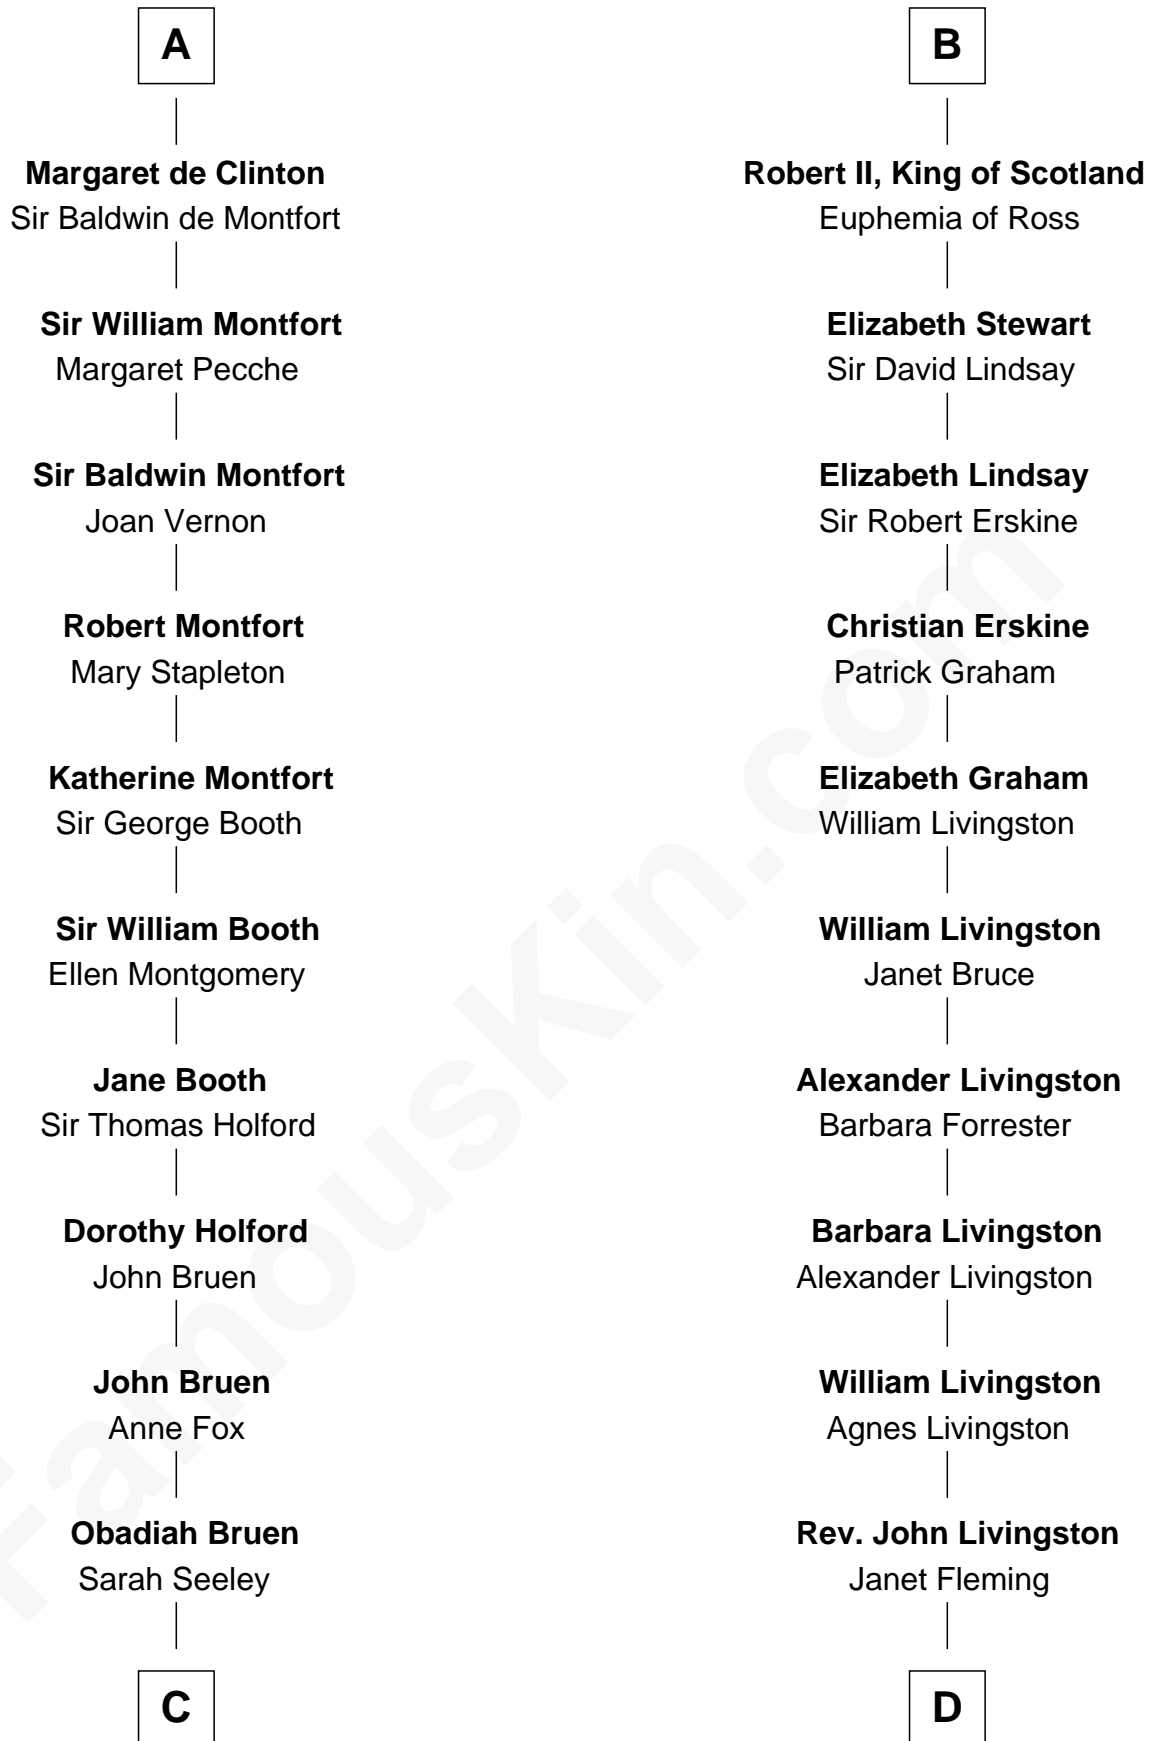 A
Margaret de Clinton
Sir Baldwin de Montfort
Sir William Montfort
Margaret Pecche
Sir Baldwin Montfort
Joan Vernon
Robert Montfort
Mary Stapleton
Katherine Montfort
Sir George Booth
Sir William Booth
Ellen Montgomery
Jane Booth
Sir Thomas Holford
Dorothy Holford
John Bruen
John Bruen
Anne Fox
Obadiah Bruen
Sarah Seeley
C
B
Robert II, King of Scotland
Euphemia of Ross
Elizabeth Stewart
Sir David Lindsay
Elizabeth Lindsay
Sir Robert Erskine
Christian Erskine
Patrick Graham
Elizabeth Graham
William Livingston
William Livingston
Janet Bruce
Alexander Livingston
Barbara Forrester
Barbara Livingston
Alexander Livingston
William Livingston
Agnes Livingston
Rev. John Livingston
Janet Fleming
D
FamousKin.com